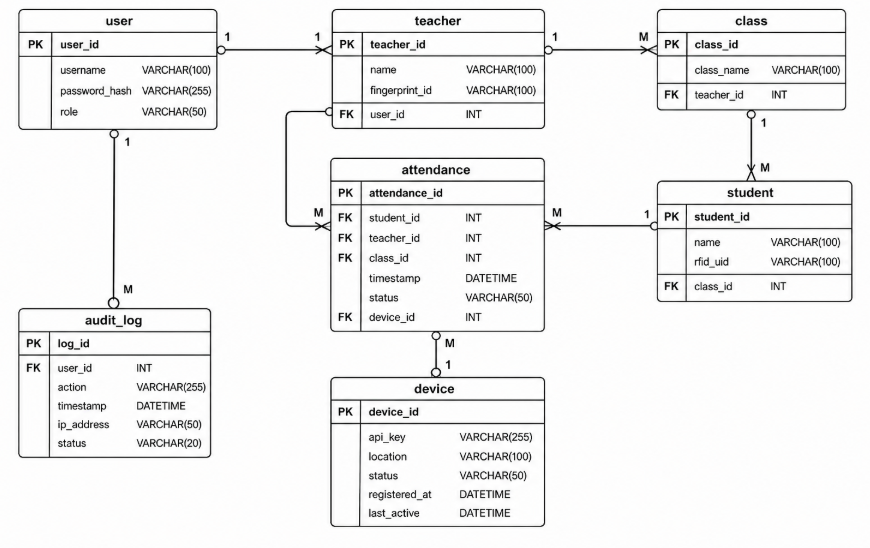 user
PK user_id
username VARCHAR(100)
password_hash VARCHAR(255)
role VARCHAR(50)
1 1
teacher
PK teacher_id
name VARCHAR(100)
fingerprint_id VARCHAR(100)
FK user_id INT
1 M
class
PK class_id
class_name VARCHAR(100)
FK teacher_id INT
1
M
1
M
attendance
PK attendance_id
FK student_id INT
FK teacher_id INT
FK class_id INT
timestamp DATETIME
status VARCHAR(50)
FK device_id INT
M
M 1
student
PK student_id
name VARCHAR(100)
rfid_uid VARCHAR(100)
FK class_id INT
audit_log
PK log_id
FK user_id INT
action VARCHAR(255)
timestamp DATETIME
ip_address VARCHAR(50)
status VARCHAR(20)
M
1
device
PK device_id
api_key VARCHAR(255)
location VARCHAR(100)
status VARCHAR(50)
registered_at DATETIME
last_active DATETIME